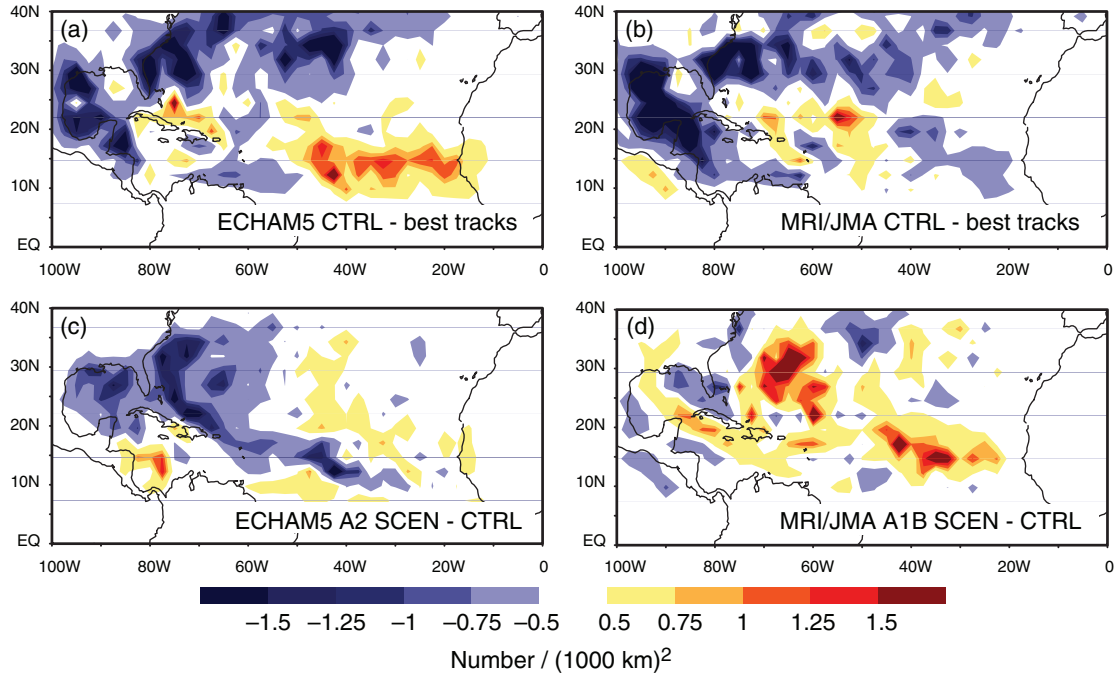 (a) (b)
40N 40N
30N 30N
20N 20N
10N 10N
ECHAM5 CTRL - best tracks MRI/JMA CTRL - best tracks
EQ EQ
100W 80W 60W 40W 20W 0 100W 80W 60W 40W 20W 0
(c) (d)
40N 40N
30N 30N
20N 20N
10N 10N
ECHAM5 A2 SCEN - CTRL MRI/JMA A1B SCEN - CTRL
EQ EQ
100W 80W 60W 40W 20W 0 100W 80W 60W 40W 20W 0
−1.5 −1.25 −1 −0.75 −0.5 0.5 0.75 1 1.25 1.5
Number / (1000 km)2